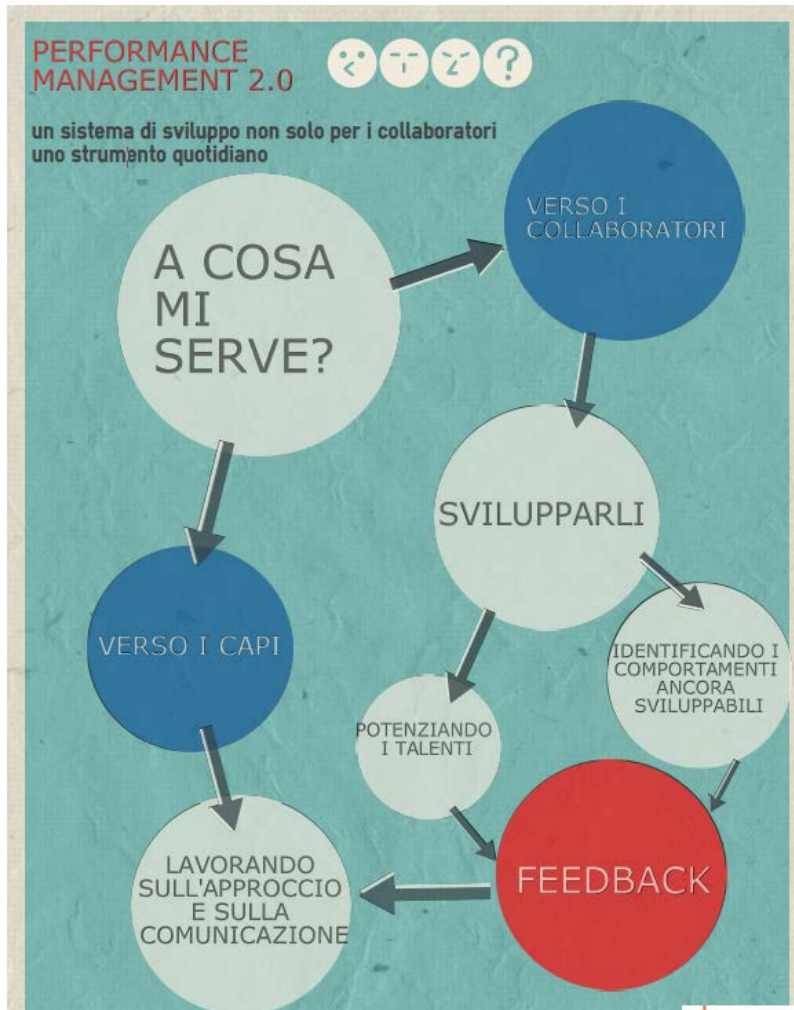 PERFORMANCE
MANAGEMENT 2.0
?
un sistema di sviluppo non solo per i collaboratori
uno strumento quotidiano
A COSA
MI
SERVE?
VERSO I
COLLABORATORI
SVILUPPARLI
VERSO I CAPI
IDENTIFICANDO I
COMPORTAMENTI
ANCORA
SVILUPPABILI
POTENZIANDO
I TALENTI
FEEDBACK
LAVORANDO
SULL'APPROCCIO
E SULLA
COMUNICAZIONE